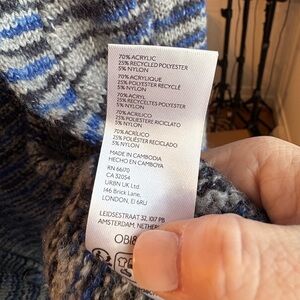 70% ACRYLIC
25% RECYCLED POLYESTER
5% NYLON
70% ACRYLIQUE
25% POLYESTER RECYCLÉ
5% NYLON
70% ACRYL
25% RECYCELTES POLYESTER
5% NYLON
70% ACRILICO
25% POLIESTERE RICICLATO
5% NYLON
70% ACRÍLICO
25% POLIÉSTER RECICLADO
5% NYLON
MADE IN CAMBODIA
HECHO EN CAMBOYA
RN 66170
CA 32054
URBN UK Ltd
146 Brick Lane,
LONDON, E1 6RU
LEIDSESTRAAT 32, 1017 PB
AMSTERDAM,